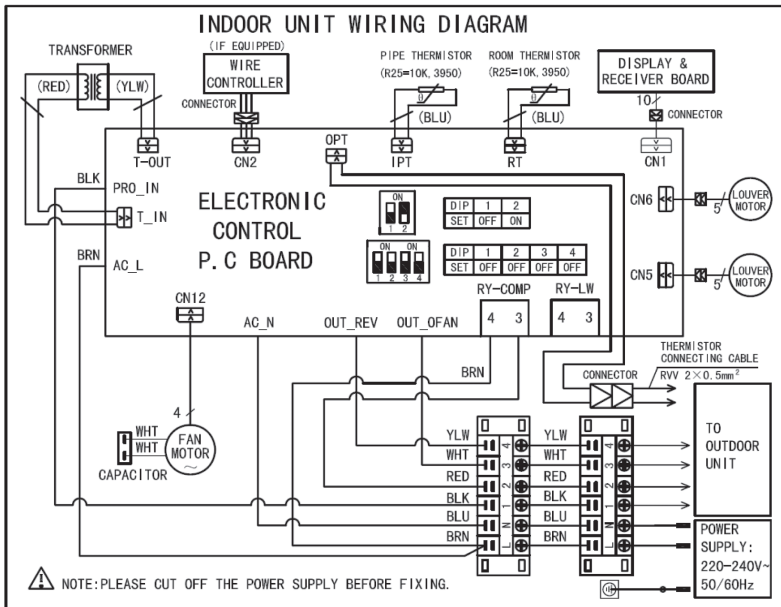 INDOOR UNIT WIRING DIAGRAM
TRANSFORMER
(RED)
(YLW)
(IF EQUIPPED)
WIRE
CONTROLLER
CONNECTOR
PIPE THERMISTOR
(R25=10K, 3950)
θ
(BLU)
ROOM THERMISTOR
(R25=10K, 3950)
θ
(BLU)
DISPLAY &
RECEIVER BOARD
10
CONNECTOR
T-OUT
CN2
OPT
IPT
RT
CN1
BLK
PRO_IN
T_IN
BRN
AC_L
ELECTRONIC
CONTROL
P.C BOARD
ON
1 2
DIP 1 2
SET OFF ON
ON ON
1 2 3 4
DIP 1 2 3 4
SET OFF OFF OFF OFF
CN6
5
LOUVER
MOTOR
CN5
5
LOUVER
MOTOR
CN12
AC_N
OUT_REV
OUT_OFAN
RY-COMP
4 3
RY-LW
4 3
BRN
CONNECTOR
THERMISTOR
CONNECTING CABLE
RVV 2×0.5mm²
4
WHT
WHT
CAPACITOR
FAN
MOTOR
~
YLW 4 YLW 4
WHT 3 WHT 3
RED 2 RED 2
BLK 1 BLK 1
BLU N BLU N
BRN L BRN L
TO
OUTDOOR
UNIT
POWER
SUPPLY:
220-240V~
50/60Hz
NOTE:PLEASE CUT OFF THE POWER SUPPLY BEFORE FIXING.